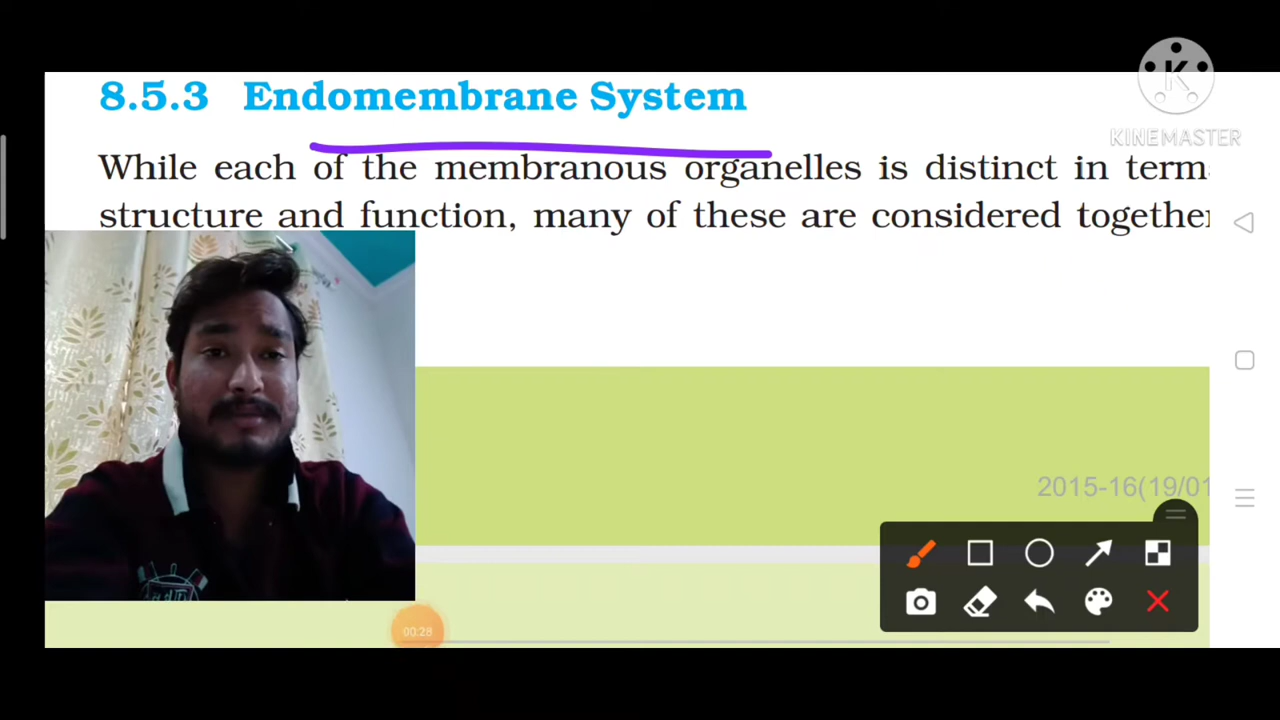 8.5.3 Endomembrane System
While each of the membranous organelles is distinct in term
structure and function, many of these are considered together
K
KINEMASTER
2015-16(19/01
00:28